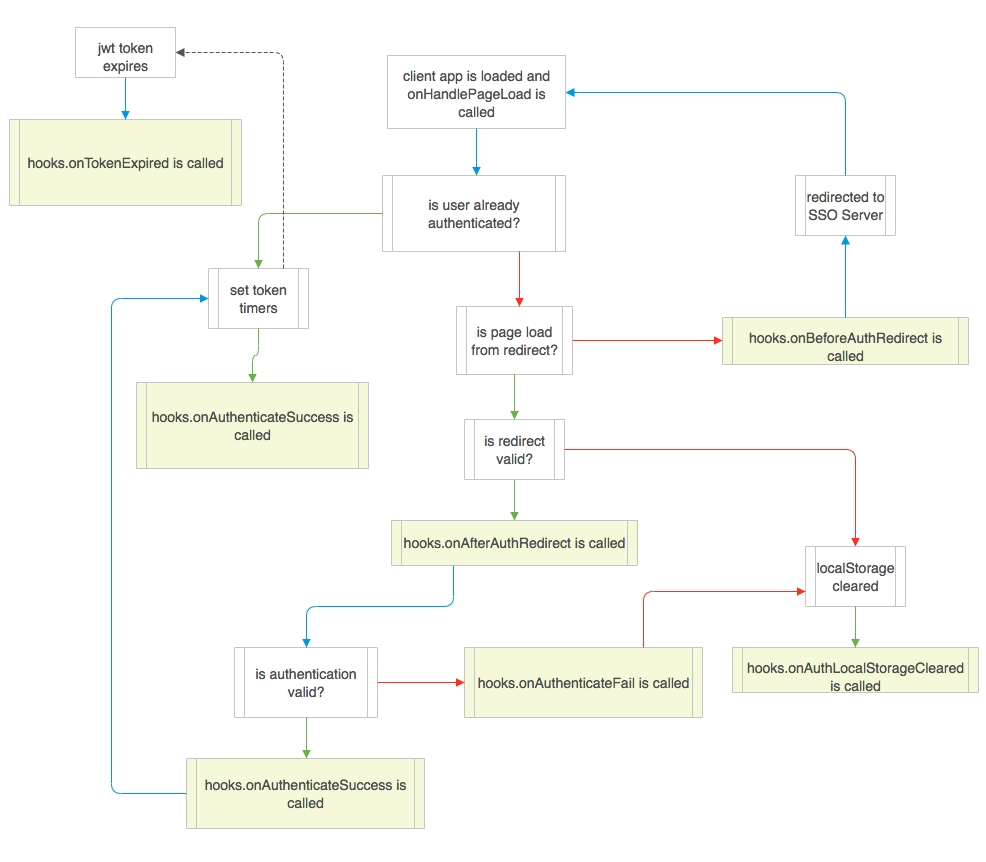 jwt token
expires
client app is loaded and
onHandlePageLoad is
called
hooks.onTokenExpired is called
redirected to
SSO Server
is user already
authenticated?
set token
timers
is page load
from redirect?
hooks.onBeforeAuthRedirect is
called
hooks.onAuthenticateSuccess is
called
is redirect
valid?
hooks.onAfterAuthRedirect is called
localStorage
cleared
is authentication
valid?
hooks.onAuthenticateFail is called
hooks.onAuthLocalStorageCleared
is called
hooks.onAuthenticateSuccess is
called